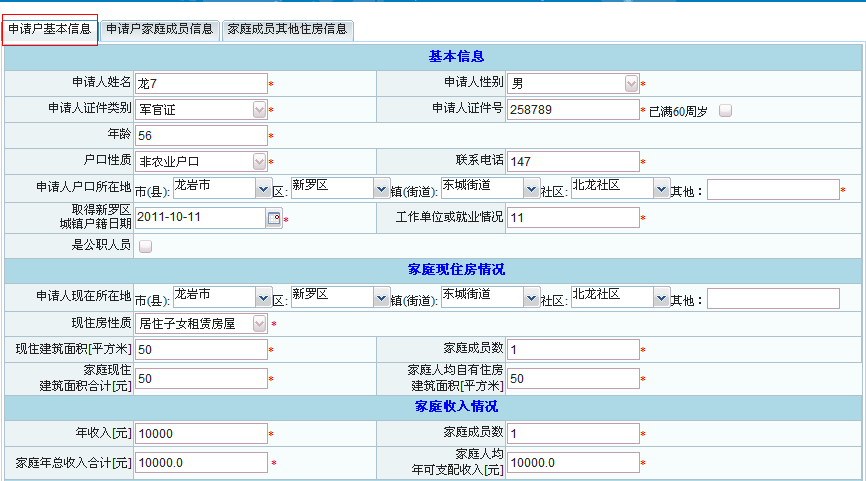 申请户基本信息 申请户家庭成员信息 家庭成员其他住房信息
基本信息
申请人姓名 龙7 * 申请人性别 男 *
申请人证件类别 军官证 * 申请人证件号 258789 * 已满60周岁
年龄 56 *
户口性质 非农业户口 * 联系电话 147 *
申请人户口所在地 市(县): 龙岩市 区: 新罗区 镇(街道): 东城街道 社区: 北龙社区 其他： *
取得新罗区
城镇户籍日期 2011-10-11 * 工作单位或就业情况 11 *
是公职人员
家庭现住房情况
申请人现在所在地 市(县): 龙岩市 区: 新罗区 镇(街道): 东城街道 社区: 北龙社区 其他：
现住房性质 居住子女租赁房屋 *
现住建筑面积[平方米] 50 * 家庭成员数 1 *
家庭现住
建筑面积合计[元] 50 * 家庭人均自有住房
建筑面积[平方米] 50 *
家庭收入情况
年收入[元] 10000 * 家庭成员数 1 *
家庭年总收入合计[元] 10000.0 * 家庭人均
年可支配收入[元] 10000.0 *